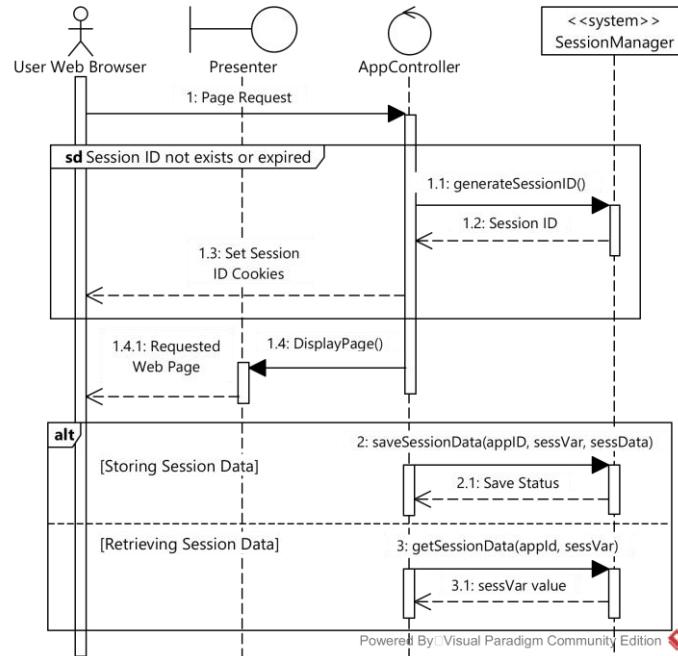 <<system>>
SessionManager
User Web Browser
Presenter
AppController
1: Page Request
sd Session ID not exists or expired
1.1: generateSessionID()
1.2: Session ID
1.3: Set Session
ID Cookies
1.4: DisplayPage()
1.4.1: Requested
Web Page
alt
2: saveSessionData(appID, sessVar, sessData)
[Storing Session Data]
2.1: Save Status
[Retrieving Session Data]
3: getSessionData(appId, sessVar)
3.1: sessVar value
Powered By Visual Paradigm Community Edition